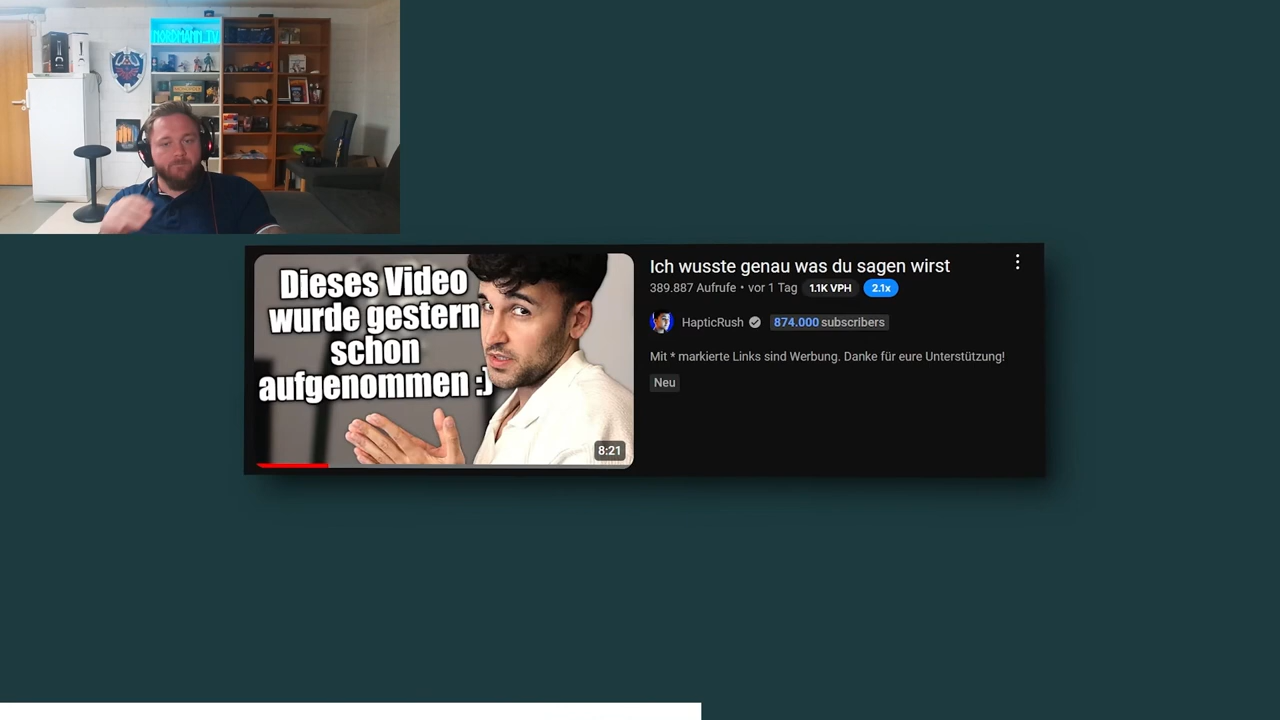 Dieses Video
wurde gestern
schon
aufgenommen :)
8:21
Ich wusste genau was du sagen wirst
389.887 Aufrufe • vor 1 Tag 1.1K VPH 2.1x
HapticRush 874.000 subscribers
Mit * markierte Links sind Werbung. Danke für eure Unterstützung!
Neu